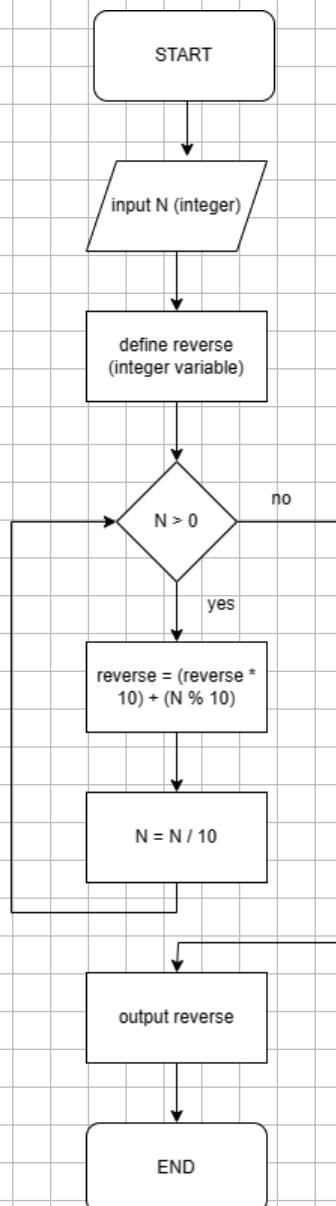 START
input N (integer)
define reverse
(integer variable)
N > 0
no
yes
reverse = (reverse *
10) + (N % 10)
N = N / 10
output reverse
END